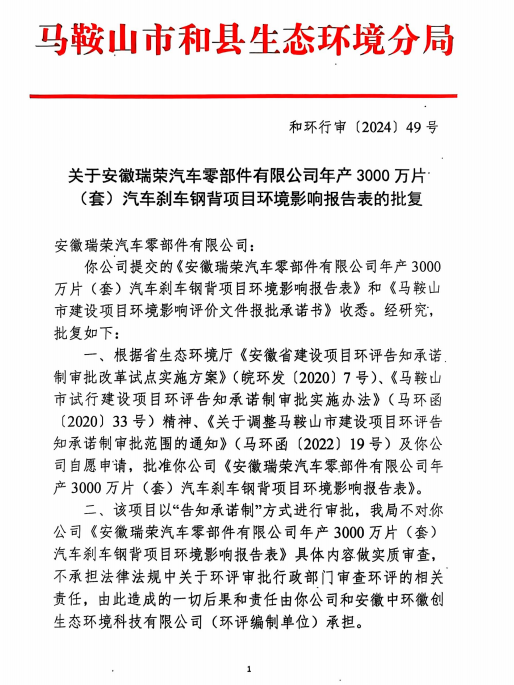 马鞍山市和县生态环境分局
和环行审〔2024〕49 号
关于安徽瑞荣汽车零部件有限公司年产 3000 万片
（套）汽车刹车钢背项目环境影响报告表的批复
安徽瑞荣汽车零部件有限公司：
你公司提交的《安徽瑞荣汽车零部件有限公司年产 3000
万片（套）汽车刹车钢背项目环境影响报告表》和《马鞍山
市建设项目环境影响评价文件报批承诺书》收悉。经研究，
批复如下：
一、根据省生态环境厅《安徽省建设项目环评告知承诺
制审批改革试点实施方案》（皖环发〔2020〕7 号）、《马鞍山
市试行建设项目环评告知承诺制审批实施办法》（马环函
〔2020〕33 号）精神、《关于调整马鞍山市建设项目环评告
知承诺制审批范围的通知》（马环函〔2022〕19 号）及你公
司自愿申请，批准你公司《安徽瑞荣汽车零部件有限公司年
产 3000 万片（套）汽车刹车钢背项目环境影响报告表》。
二、该项目以“告知承诺制”方式进行审批，我局不对你
公司《安徽瑞荣汽车零部件有限公司年产 3000 万片（套）
汽车刹车钢背项目环境影响报告表》具体内容做实质审查，
不承担法律法规中关于环评审批行政部门审查环评的相关
责任，由此造成的一切后果和责任由你公司和安徽中环徽创
生态环境科技有限公司（环评编制单位）承担。
1